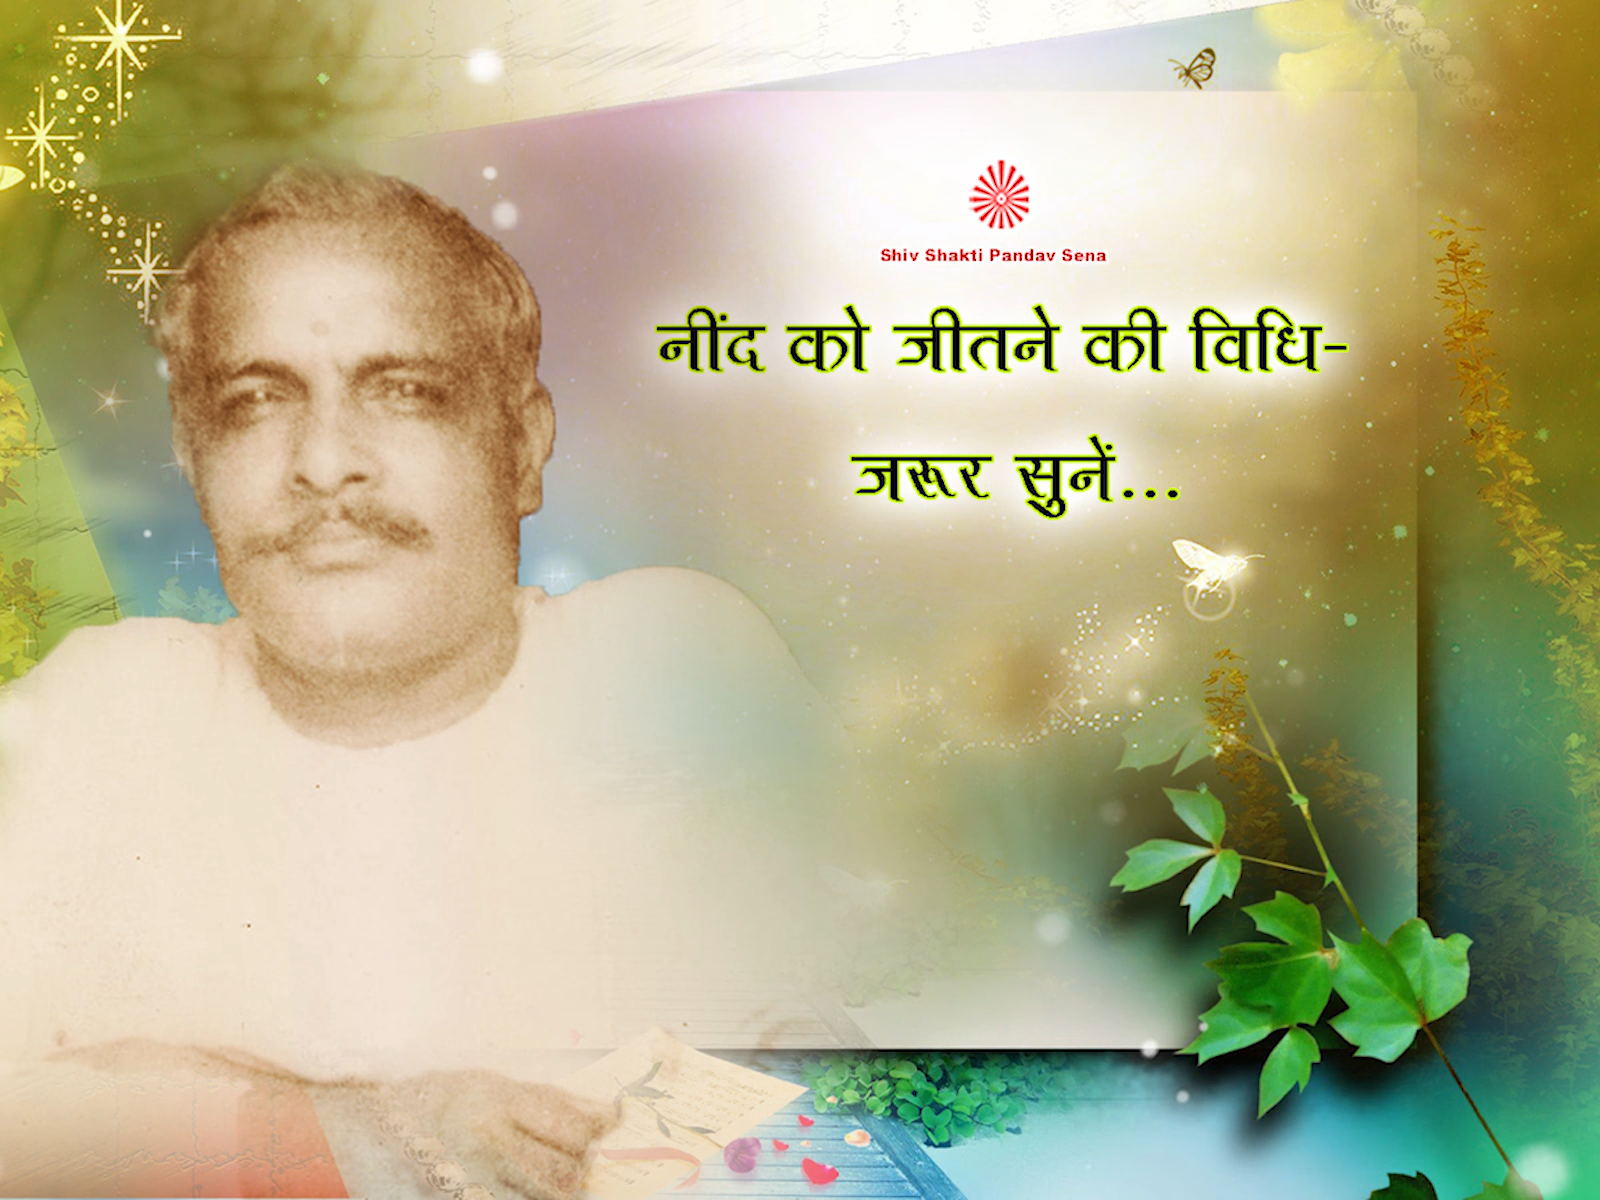 Shiv Shakti Pandav Sena
नींद को जीतने की विधि-
जरूर सुनें...